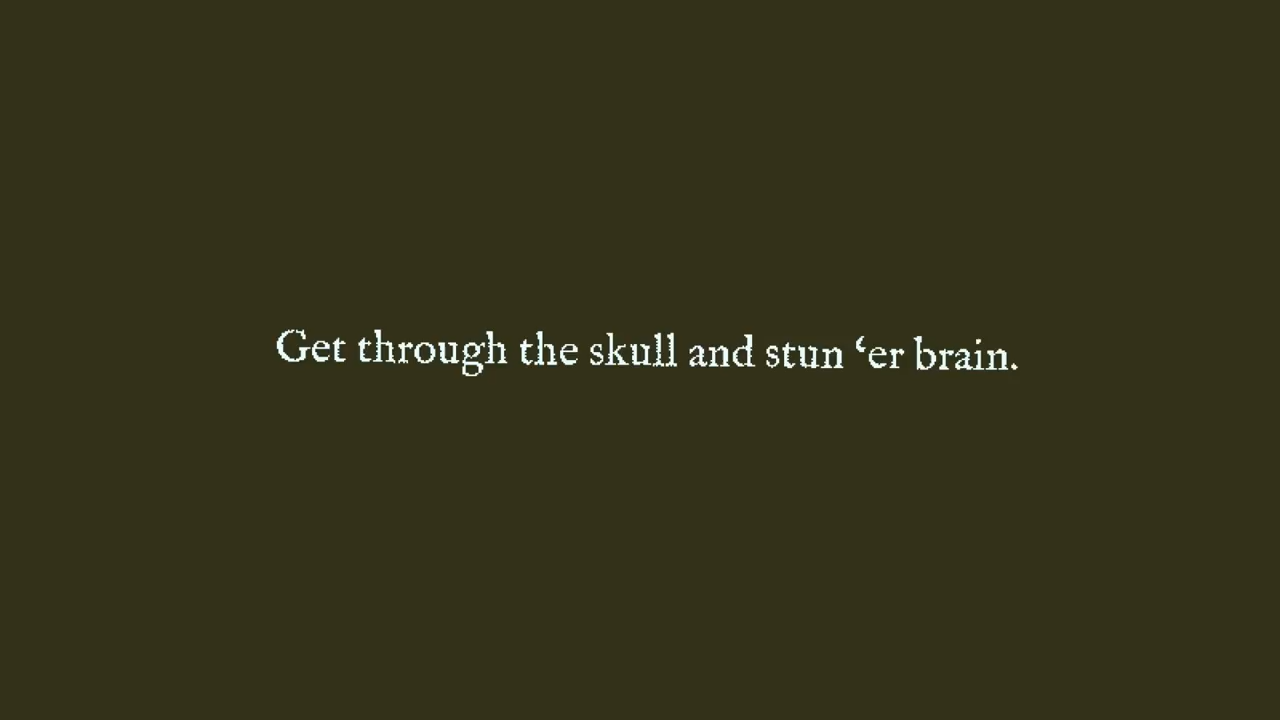 Get through the skull and stun ‘er brain.